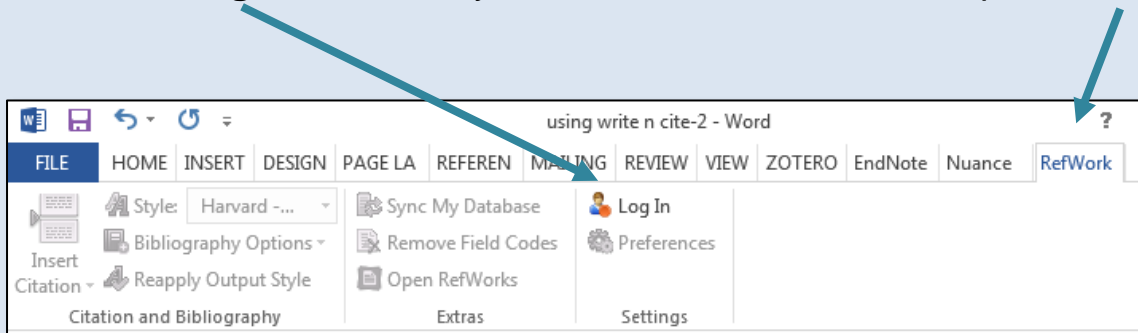 using write n cite-2 - Word ?
FILE HOME INSERT DESIGN PAGE LA REFEREN MAILING REVIEW VIEW ZOTERO EndNote Nuance RefWork
Style: Harvard -... Sync My Database Log In
Bibliography Options Remove Field Codes Preferences
Insert
Citation Reapply Output Style Open RefWorks
Citation and Bibliography Extras Settings